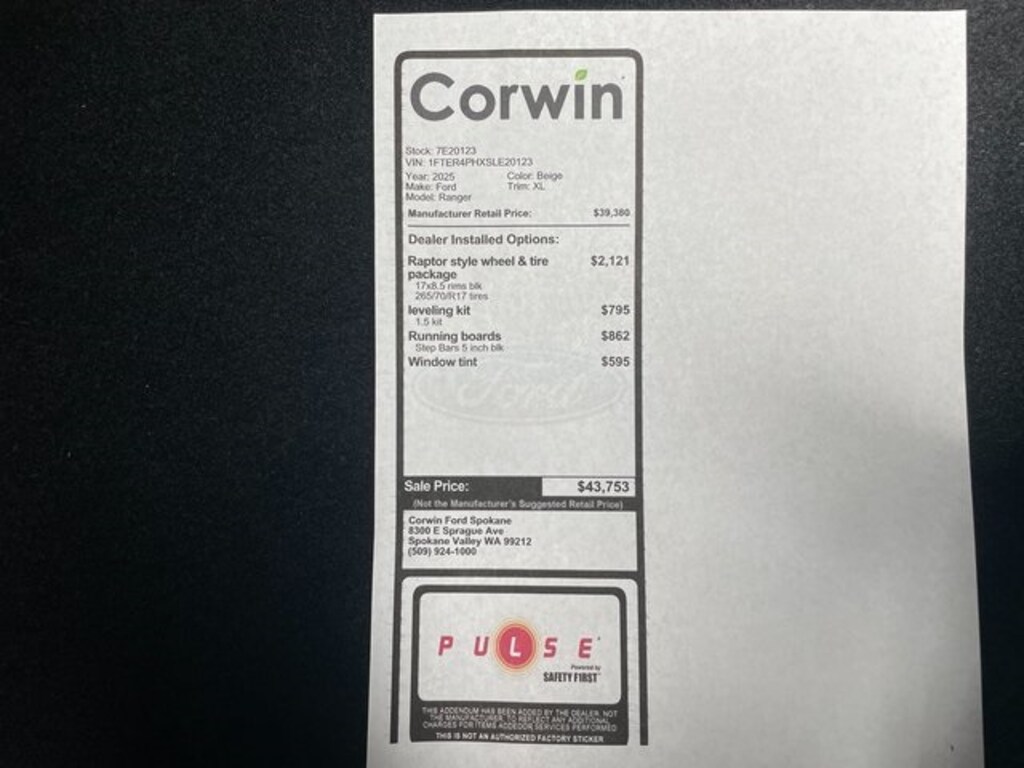 Corwin
Stock: 7E20123
VIN: 1FTER4PHXSLE20123
Year: 2025 Color: Beige
Make: Ford Trim: XL
Model: Ranger
Manufacturer Retail Price: $39,380
Dealer Installed Options:
Raptor style wheel & tire $2,121
package
17x8.5 rims blk
265/70/R17 tires
leveling kit $795
1.5 kit
Running boards $862
Step Bars 5 inch blk
Window tint $595
Ford
Sale Price: $43,753
(Not the Manufacturer's Suggested Retail Price)
Corwin Ford Spokane
8300 E Sprague Ave
Spokane Valley WA 99212
(509) 924-1000
PULSE
Powered by
SAFETY FIRST
THIS ADDENDUM HAS BEEN ADDED BY THE DEALER, NOT
THE MANUFACTURER, TO REFLECT ANY ADDITIONAL
CHARGES FOR ITEMS ADDEDOR SERVICES PERFORMED
THIS IS NOT AN AUTHORIZED FACTORY STICKER